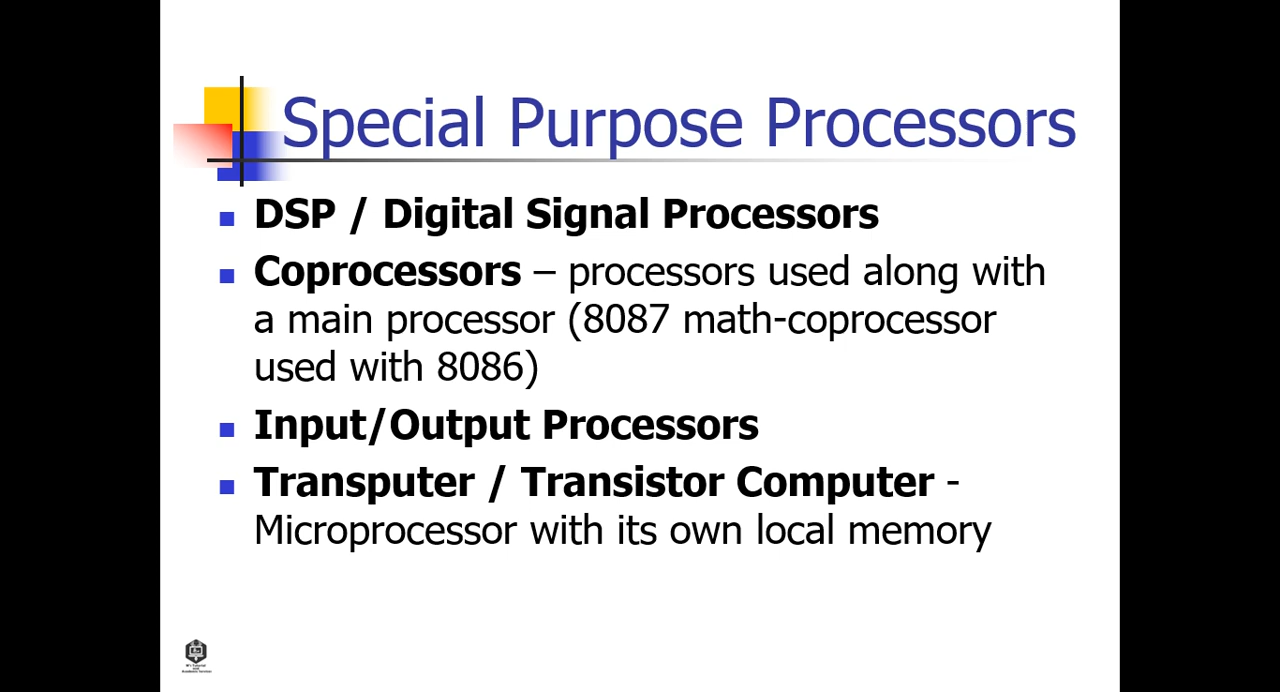 Special Purpose Processors
DSP / Digital Signal Processors
Coprocessors – processors used along with
a main processor (8087 math-coprocessor
used with 8086)
Input/Output Processors
Transputer / Transistor Computer -
Microprocessor with its own local memory